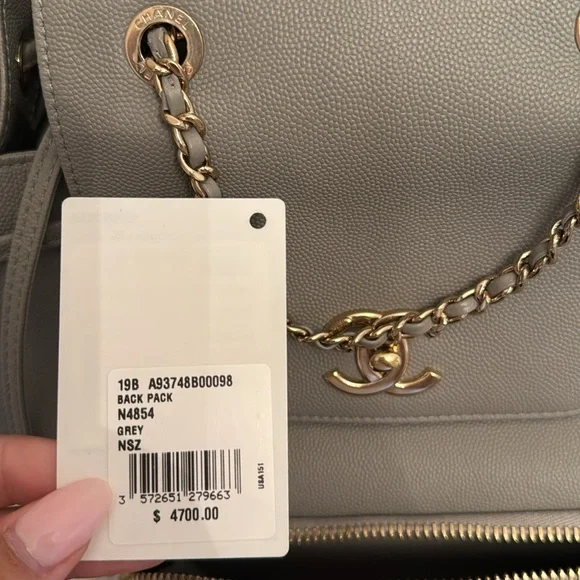 CHANEL
19B A93748B00098
BACK PACK
N4854
GREY
NSZ
USA151
3 572651 279663
$ 4700.00